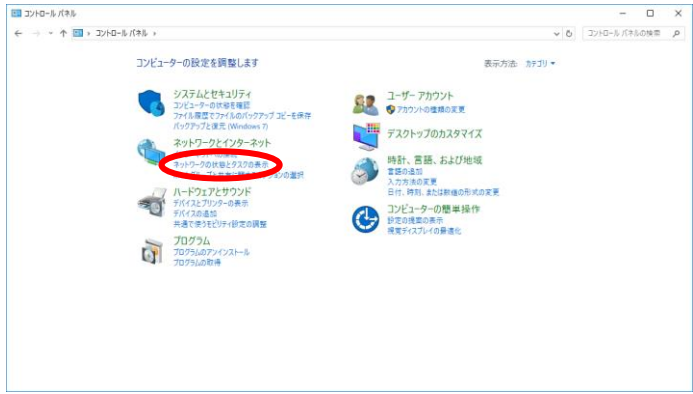 コントロール パネル
コントロール パネル
コントロール パネルの検索
コンピューターの設定を調整します
表示方法: カテゴリ
システムとセキュリティ
コンピューターの状態を確認
ファイル履歴でファイルのバックアップ コピーを保存
バックアップと復元 (Windows 7)
ネットワークとインターネット
ネットワークの状態とタスクの表示
の選択
ハードウェアとサウンド
デバイスとプリンターの表示
デバイスの追加
共通で使うモビリティ設定の調整
プログラム
プログラムのアンインストール
プログラムの取得
ユーザー アカウント
アカウントの種類の変更
デスクトップのカスタマイズ
時計、言語、および地域
言語の追加
入力方法の変更
日付、時刻、または数値の形式の変更
コンピューターの簡単操作
設定の提案の表示
視覚ディスプレイの最適化